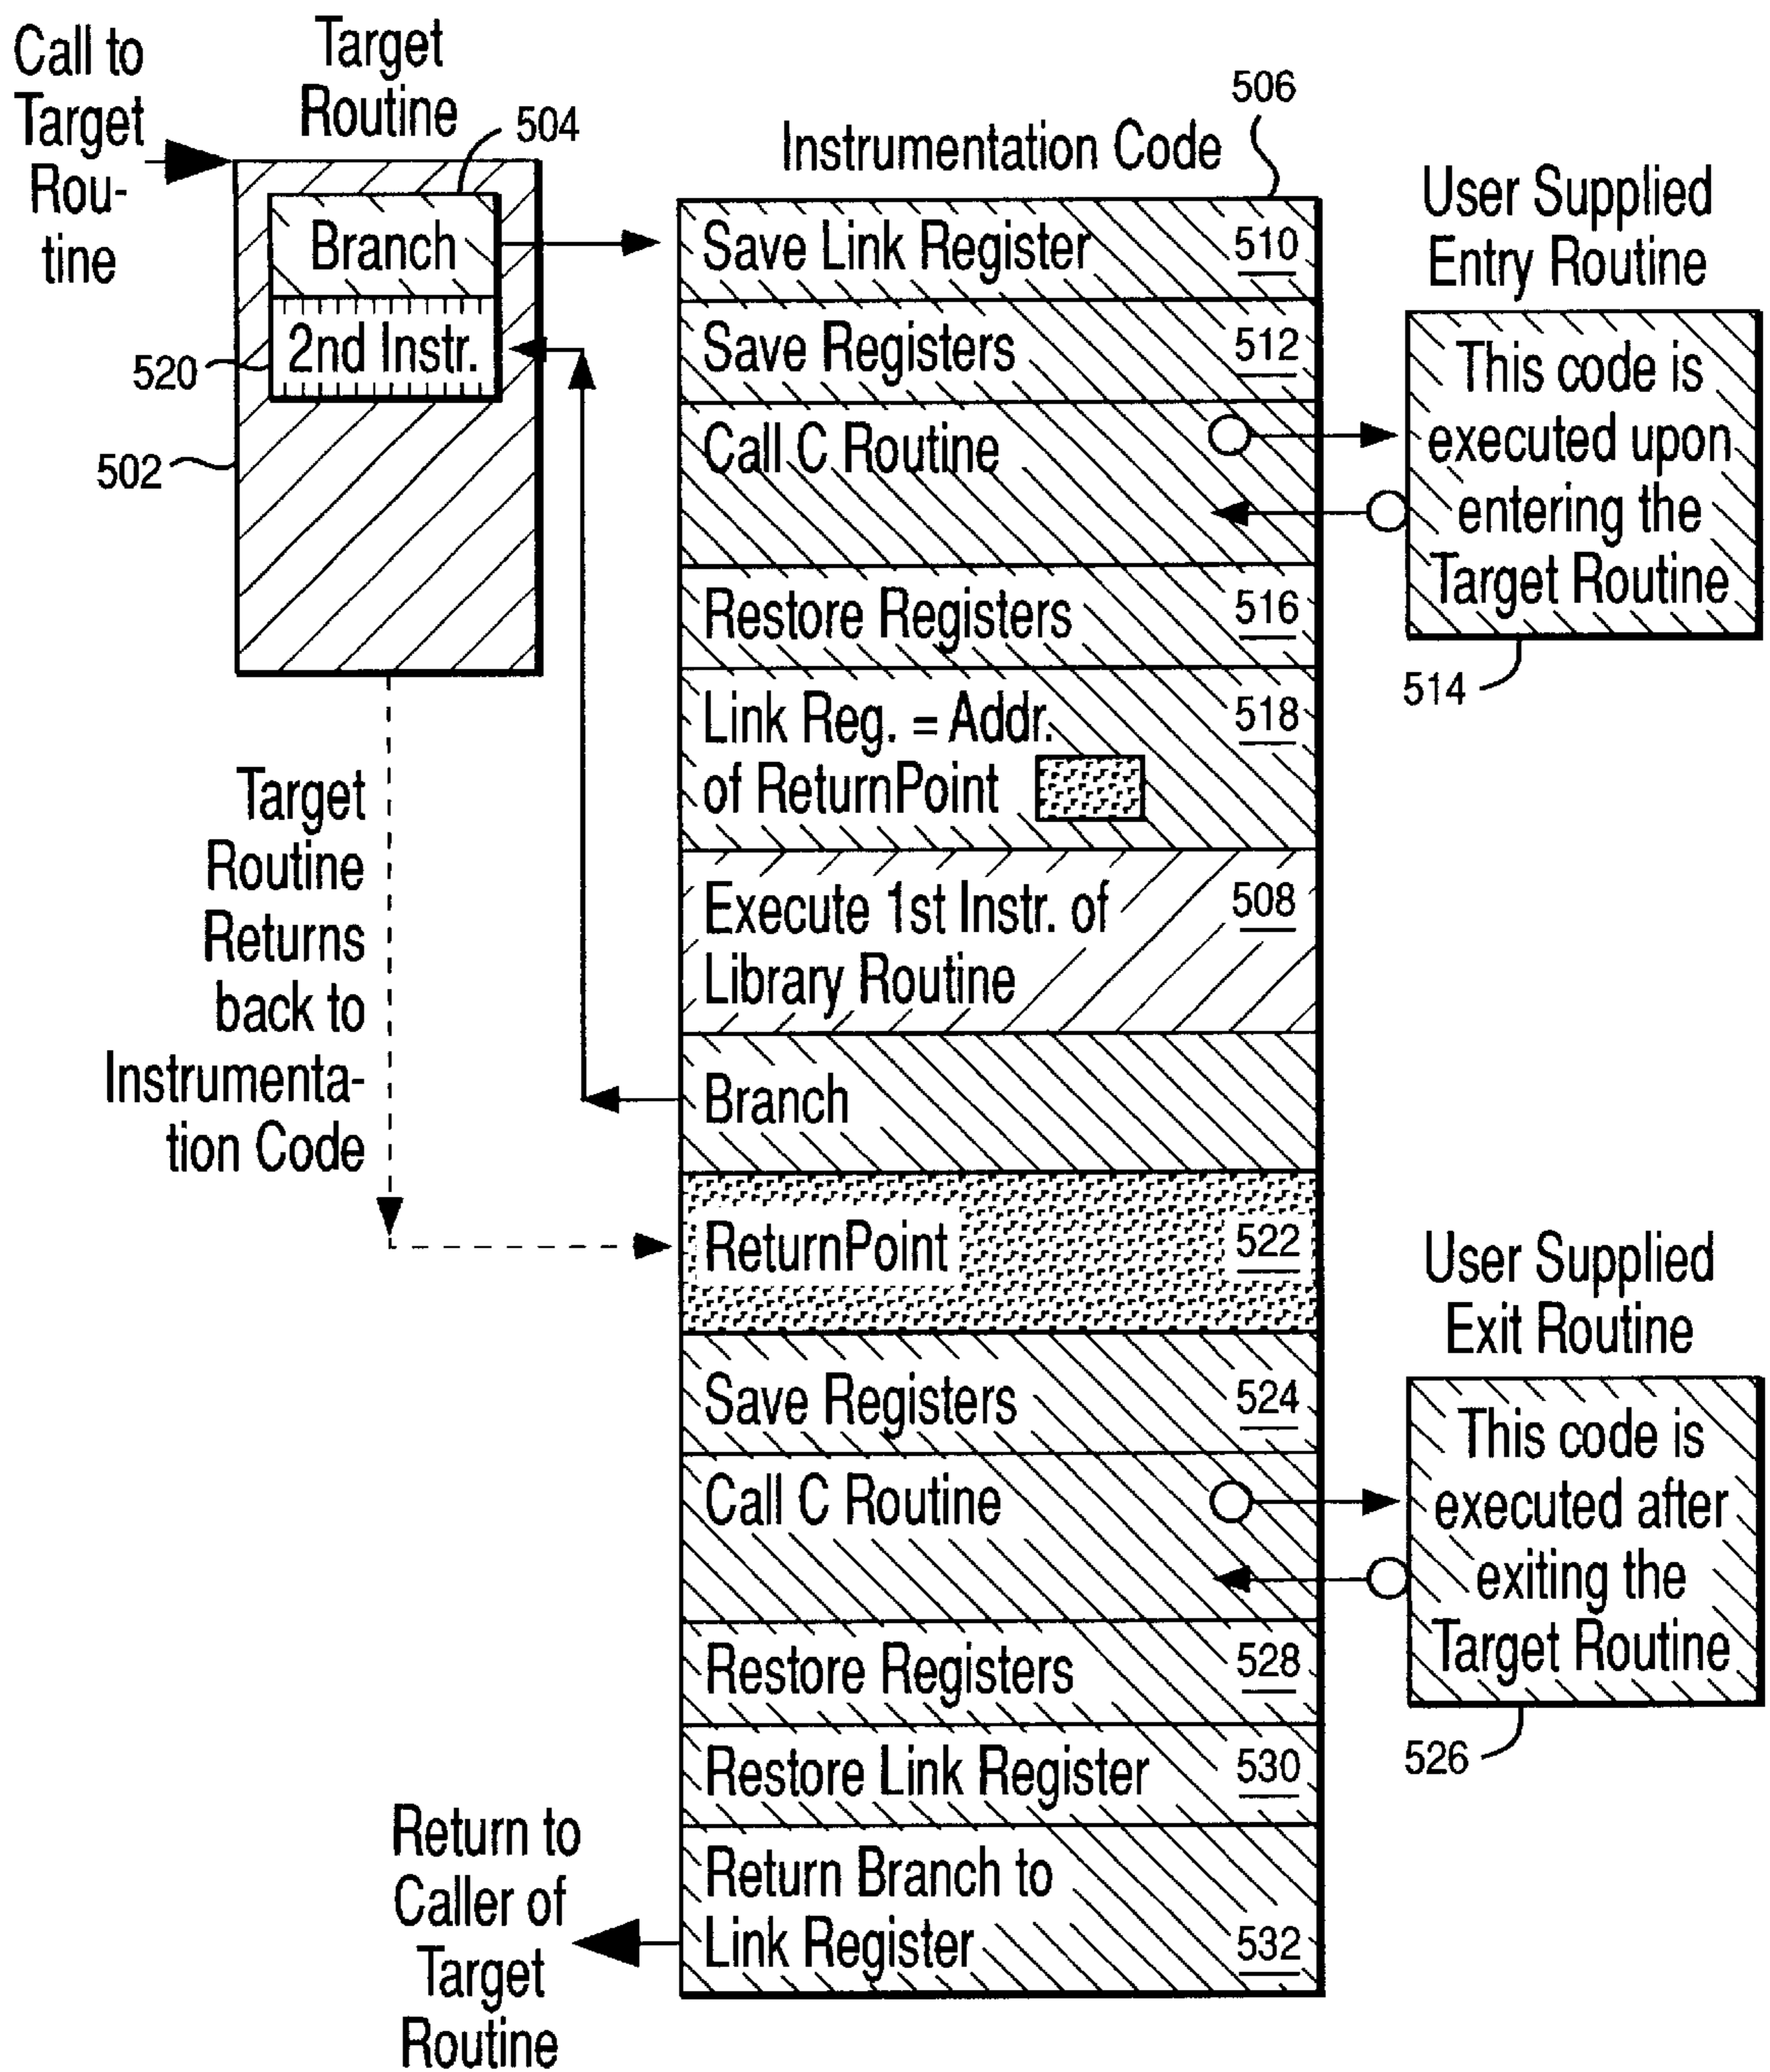 Call to
Target
Rou-
tine
Target
Routine
504
Branch
2nd Instr.
520
502
Instrumentation Code
506
Save Link Register 510
Save Registers 512
Call C Routine
Restore Registers 516
Link Reg. = Addr. 518
of ReturnPoint
Execute 1st Instr. of 508
Library Routine
Branch
ReturnPoint 522
Save Registers 524
Call C Routine
Restore Registers 528
Restore Link Register 530
Return Branch to
Link Register 532
User Supplied
Entry Routine
This code is
executed upon
entering the
Target Routine
514
Target
Routine
Returns
back to
Instrumenta-
tion Code
User Supplied
Exit Routine
This code is
executed after
exiting the
Target Routine
526
Return to
Caller of
Target
Routine